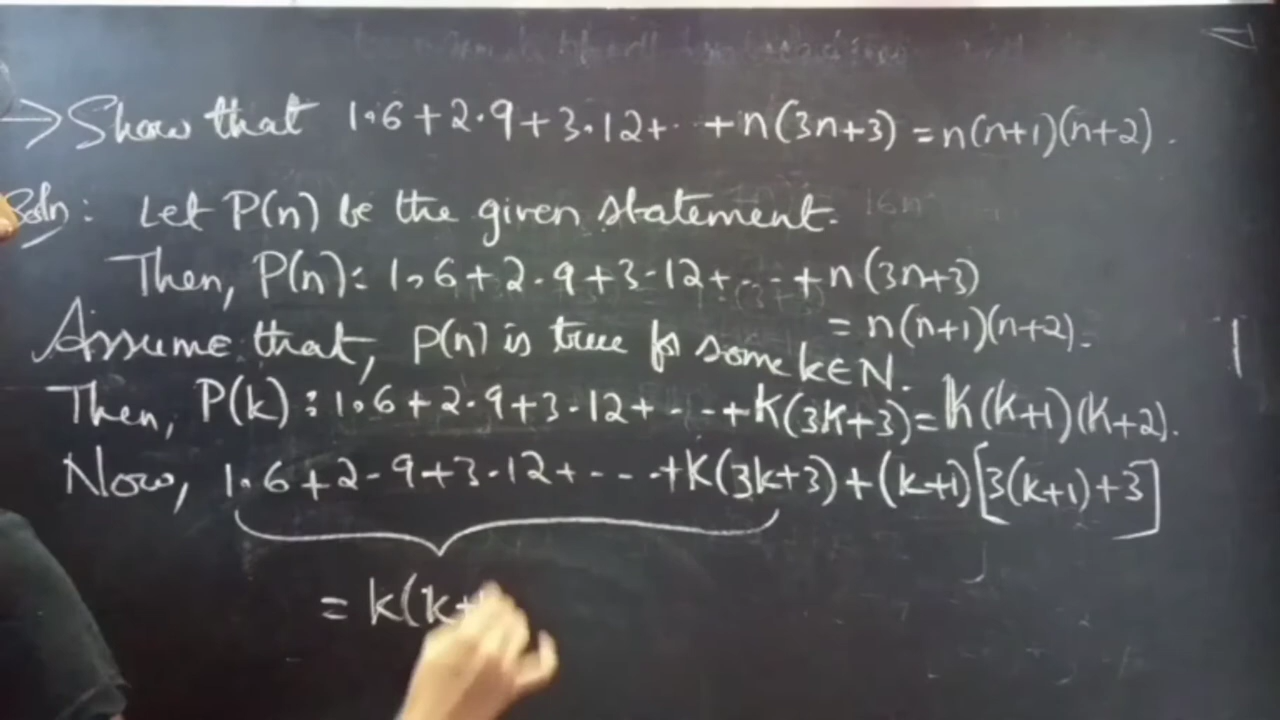 → Show that 1.6+2.9+3.12+..+n(3n+3)=n(n+1)(n+2).
Soln: Let P(n) be the given statement.
Then, P(n): 1.6+2.9+3.12+...+n(3n+3)
=n(n+1)(n+2).
Assume that, P(n) is true for some k∈N.
Then, P(k): 1.6+2.9+3.12+...+k(3k+3)=k(k+1)(k+2).
Now, 1.6+2.9+3.12+....+k(3k+3)+(k+1)[3(k+1)+3]
= k(k+